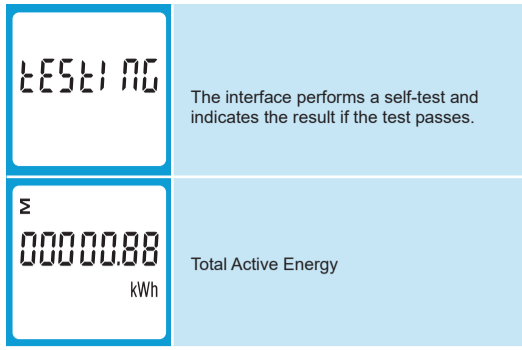 tESti NG
The interface performs a self-test and
indicates the result if the test passes.
Σ
00000.88
kWh
Total Active Energy